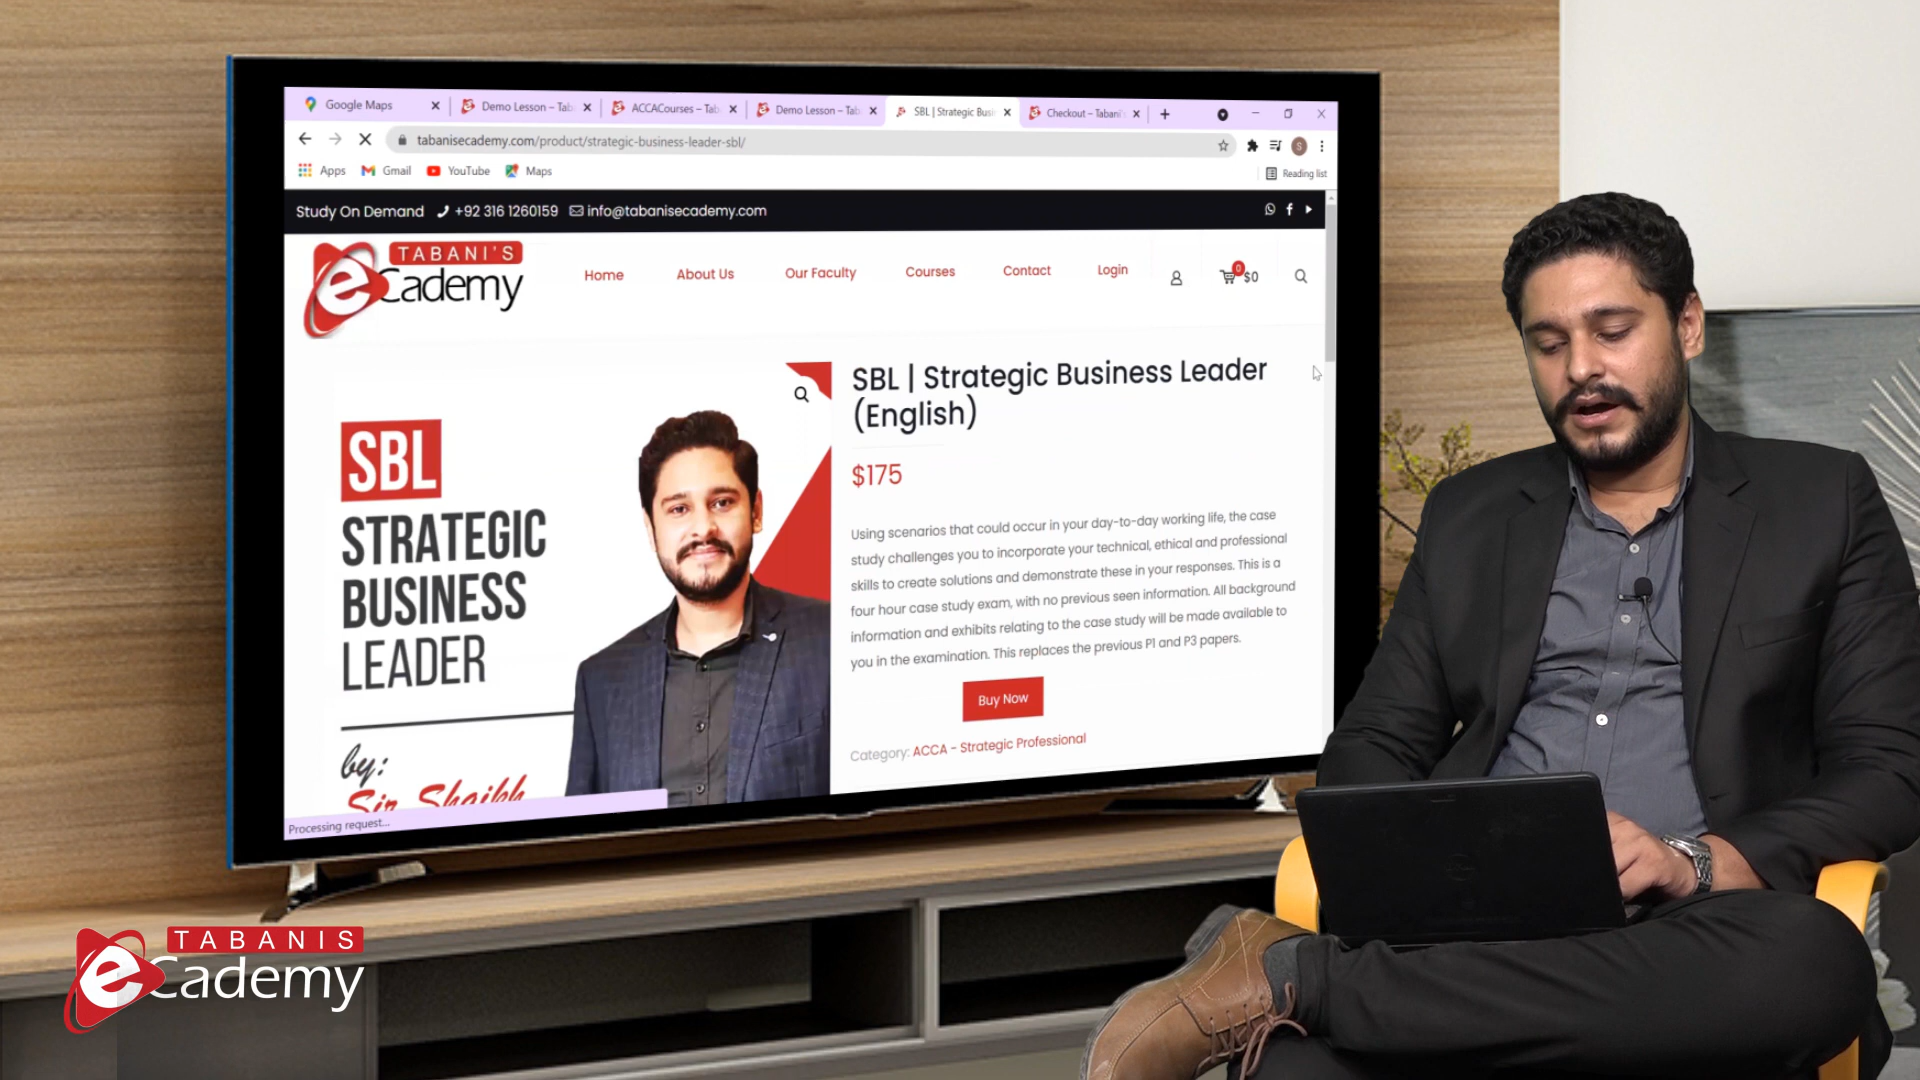 Google Maps
Demo Lesson – Tab
ACCACourses – Tab
Demo Lesson – Tab
SBL | Strategic Busi
Checkout – Tabani's
tabanisecademy.com/product/strategic-business-leader-sbl/
Apps
Gmail
YouTube
Maps
Reading list
Study On Demand +92 316 1260159 info@tabanisecademy.com
TABANI'S
eCademy
Home
About Us
Our Faculty
Courses
Contact
Login
0
$0
SBL
STRATEGIC
BUSINESS
LEADER
by:
Sir Shaikh
SBL | Strategic Business Leader
(English)
$175
Using scenarios that could occur in your day-to-day working life, the case
study challenges you to incorporate your technical, ethical and professional
skills to create solutions and demonstrate these in your responses. This is a
four hour case study exam, with no previous seen information. All background
information and exhibits relating to the case study will be made available to
you in the examination. This replaces the previous P1 and P3 papers.
Buy Now
Category: ACCA - Strategic Professional
Processing request...
TABANIS
eCademy